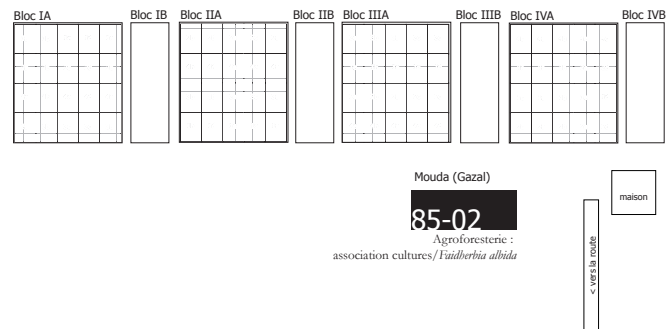 Bloc IA
Bloc IB
Bloc IIA
Bloc IIB
Bloc IIIA
Bloc IIIB
Bloc IVA
Bloc IVB
Mouda (Gazal)
maison
85-02
Agroforesterie :
association cultures/Faidherbia albida
< vers la route